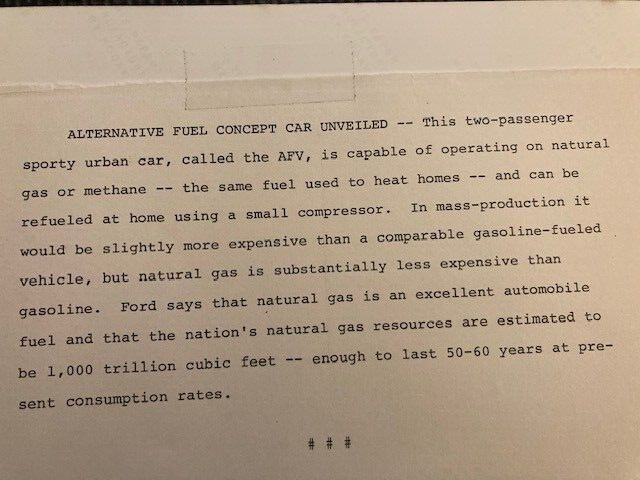 ALTERNATIVE FUEL CONCEPT CAR UNVEILED -- This two-passenger
sporty urban car, called the AFV, is capable of operating on natural
gas or methane -- the same fuel used to heat homes -- and can be
refueled at home using a small compressor. In mass-production it
would be slightly more expensive than a comparable gasoline-fueled
vehicle, but natural gas is substantially less expensive than
gasoline. Ford says that natural gas is an excellent automobile
fuel and that the nation's natural gas resources are estimated to
be 1,000 trillion cubic feet -- enough to last 50-60 years at pre-
sent consumption rates.
# # #